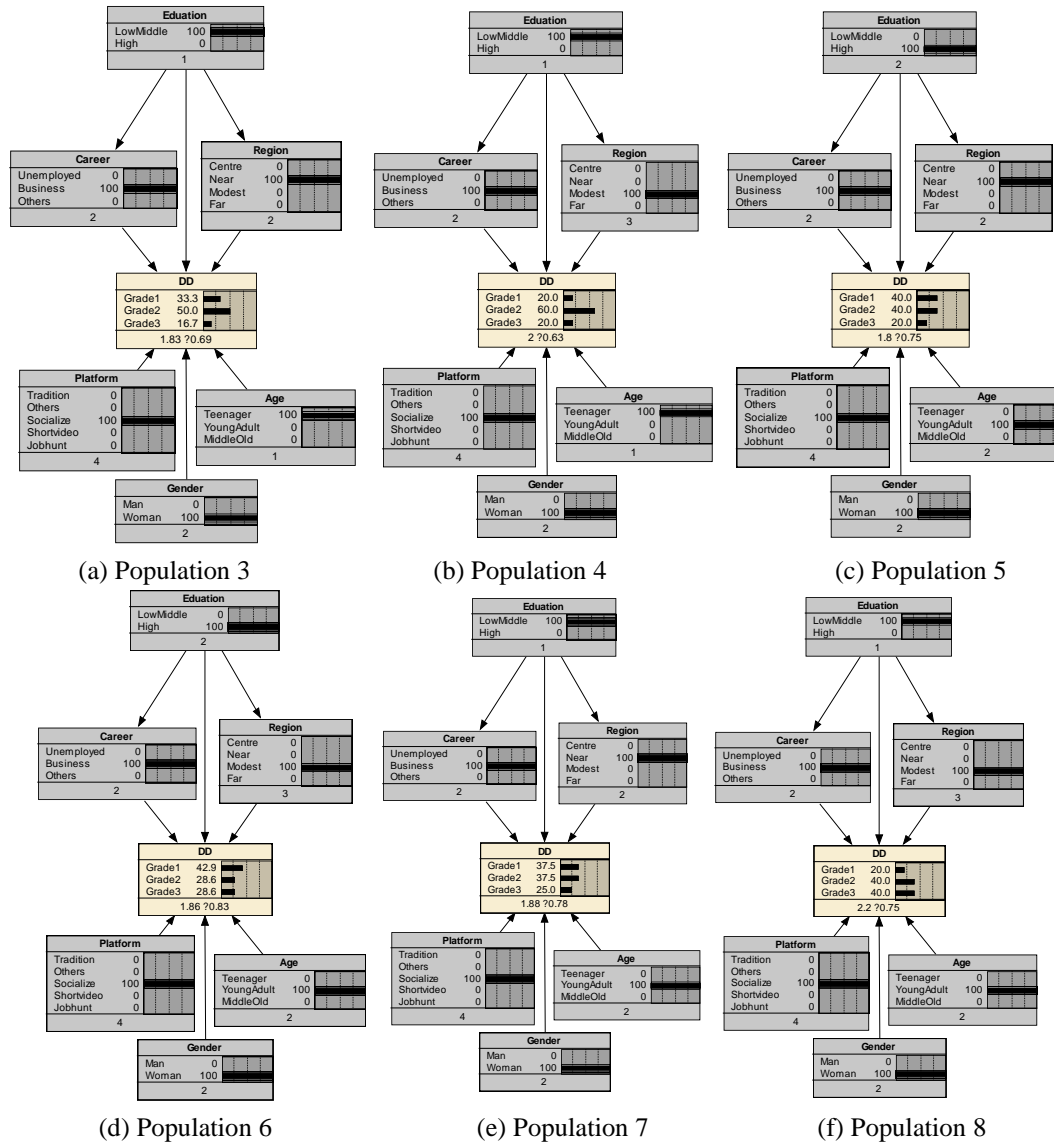 Eduation
LowMiddle 100
High 0
1
Career
Unemployed 0
Business 100
Others 0
2
Region
Centre 0
Near 100
Modest 0
Far 0
2
DD
Grade1 33.3
Grade2 50.0
Grade3 16.7
1.83 ?0.69
Platform
Tradition 0
Others 0
Socialize 100
Shortvideo 0
Jobhunt 0
4
Age
Teenager 100
YoungAdult 0
MiddleOld 0
1
Gender
Man 0
Woman 100
2
(a) Population 3
Eduation
LowMiddle 100
High 0
1
Career
Unemployed 0
Business 100
Others 0
2
Region
Centre 0
Near 0
Modest 100
Far 0
3
DD
Grade1 20.0
Grade2 60.0
Grade3 20.0
2 ?0.63
Platform
Tradition 0
Others 0
Socialize 100
Shortvideo 0
Jobhunt 0
4
Age
Teenager 100
YoungAdult 0
MiddleOld 0
1
Gender
Man 0
Woman 100
2
(b) Population 4
Eduation
LowMiddle 0
High 100
2
Career
Unemployed 0
Business 100
Others 0
2
Region
Centre 0
Near 100
Modest 0
Far 0
2
DD
Grade1 40.0
Grade2 40.0
Grade3 20.0
1.8 ?0.75
Platform
Tradition 0
Others 0
Socialize 100
Shortvideo 0
Jobhunt 0
4
Age
Teenager 0
YoungAdult 100
MiddleOld 0
2
Gender
Man 0
Woman 100
2
(c) Population 5
Eduation
LowMiddle 0
High 100
2
Career
Unemployed 0
Business 100
Others 0
2
Region
Centre 0
Near 0
Modest 100
Far 0
3
DD
Grade1 42.9
Grade2 28.6
Grade3 28.6
1.86 ?0.83
Platform
Tradition 0
Others 0
Socialize 100
Shortvideo 0
Jobhunt 0
4
Age
Teenager 0
YoungAdult 100
MiddleOld 0
2
Gender
Man 0
Woman 100
2
(d) Population 6
Eduation
LowMiddle 100
High 0
1
Career
Unemployed 0
Business 100
Others 0
2
Region
Centre 0
Near 100
Modest 0
Far 0
2
DD
Grade1 37.5
Grade2 37.5
Grade3 25.0
1.88 ?0.78
Platform
Tradition 0
Others 0
Socialize 100
Shortvideo 0
Jobhunt 0
4
Age
Teenager 0
YoungAdult 100
MiddleOld 0
2
Gender
Man 0
Woman 100
2
(e) Population 7
Eduation
LowMiddle 100
High 0
1
Career
Unemployed 0
Business 100
Others 0
2
Region
Centre 0
Near 0
Modest 100
Far 0
3
DD
Grade1 20.0
Grade2 40.0
Grade3 40.0
2.2 ?0.75
Platform
Tradition 0
Others 0
Socialize 100
Shortvideo 0
Jobhunt 0
4
Age
Teenager 0
YoungAdult 100
MiddleOld 0
2
Gender
Man 0
Woman 100
2
(f) Population 8